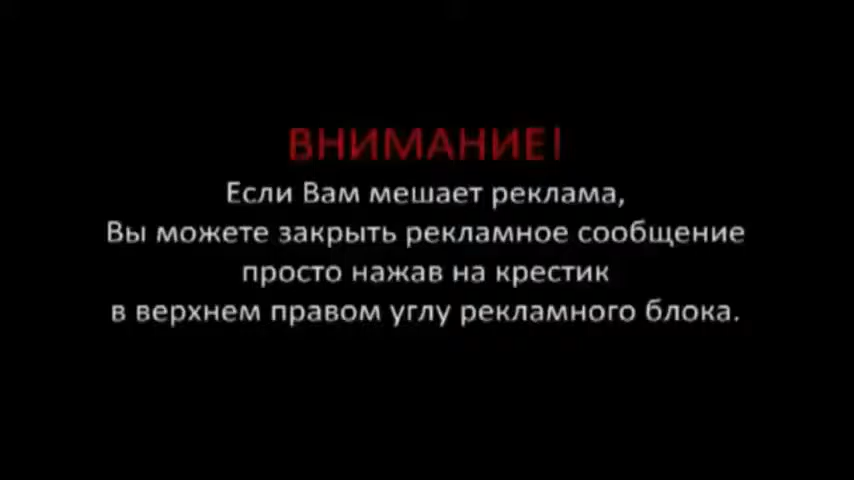 ВНИМАНИЕ!
Если Вам мешает реклама,
Вы можете закрыть рекламное сообщение
просто нажав на крестик
в верхнем правом углу рекламного блока.